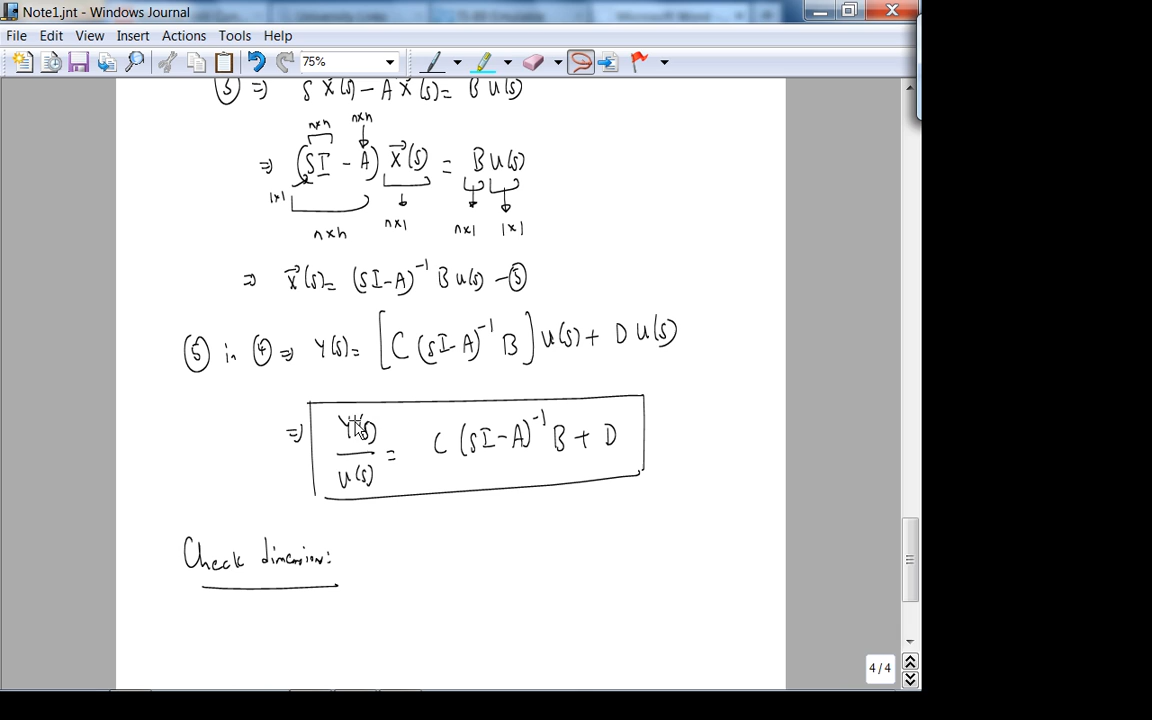 Note1.jnt - Windows Journal
File Edit View Insert Actions Tools Help
75%
③ ⇒ S X⃗(s) - A X⃗(s) = B U(s)
n×n n×n
⇒ (SI - A) X⃗(s) = B U(s)
1×1
n×n n×1 n×1 1×1
⇒ X⃗(s) = (SI-A)⁻¹ B U(s) - ⑤
⑤ in ④ ⇒ Y(s) = [C (SI-A)⁻¹ B] U(s) + D U(s)
⇒ Y(s)/U(s) = C (SI-A)⁻¹ B + D
Check dimension:
4 / 4